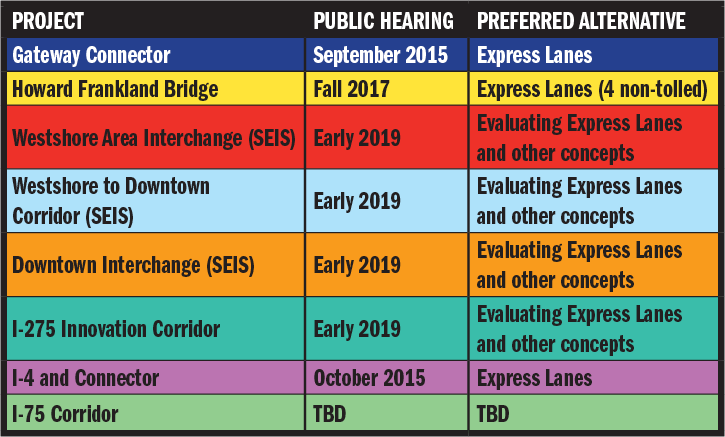 PROJECT PUBLIC HEARING PREFERRED ALTERNATIVE
Gateway Connector September 2015 Express Lanes
Howard Frankland Bridge Fall 2017 Express Lanes (4 non-tolled)
Westshore Area Interchange (SEIS) Early 2019 Evaluating Express Lanes
and other concepts
Westshore to Downtown
Corridor (SEIS) Early 2019 Evaluating Express Lanes
and other concepts
Downtown Interchange (SEIS) Early 2019 Evaluating Express Lanes
and other concepts
I-275 Innovation Corridor Early 2019 Evaluating Express Lanes
and other concepts
I-4 and Connector October 2015 Express Lanes
I-75 Corridor TBD TBD